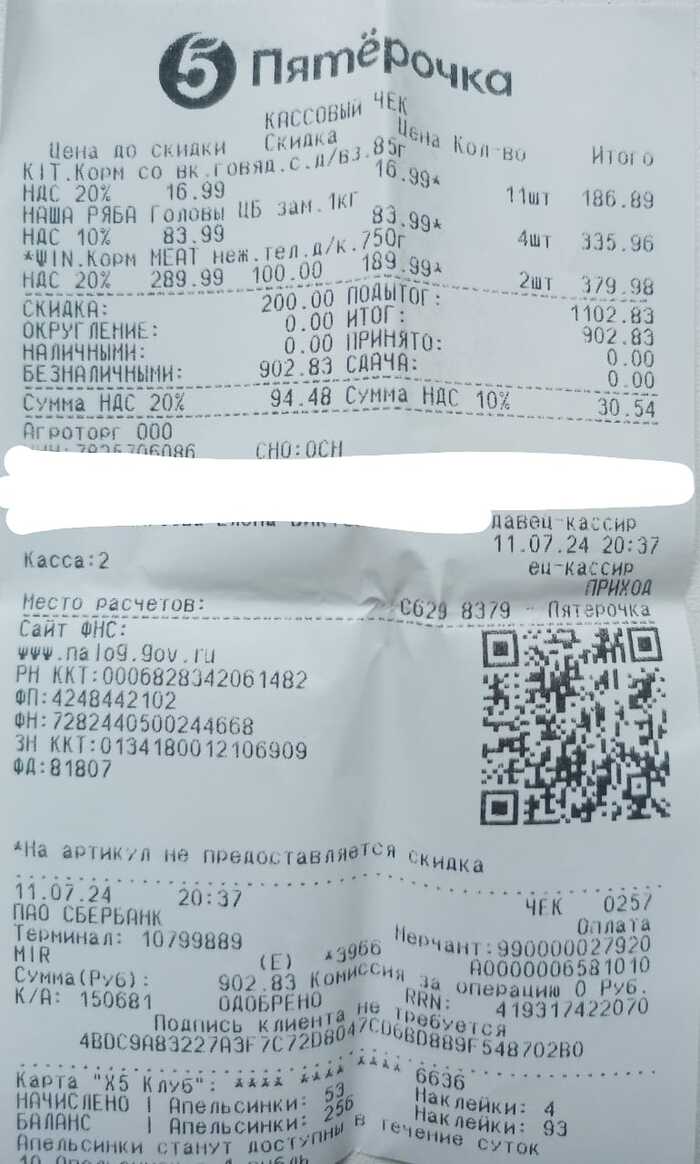 5 Пятёрочка
КАССОВЫЙ ЧЕК
Цена до скидки Скидка Цена Кол-во Итого
KIT.Корм со вк.говяд.с.д/вз.85г
НДС 20% 16.99 16.99* 11шт 186.89
НАША РЯБА Головы ЦБ зам.1кг
НДС 10% 83.99 83.99* 4шт 335.96
*WIN.Корм MEAT неж.тел.д/к.750г
НДС 20% 289.99 100.00 189.99* 2шт 379.98
СКИДКА: 200.00 ПОДЫТОГ: 1102.83
ОКРУГЛЕНИЕ: 0.00 ИТОГ: 902.83
НАЛИЧНЫМИ: 0.00 ПРИНЯТО: 0.00
БЕЗНАЛИЧНЫМИ: 902.83 СДАЧА: 0.00
Сумма НДС 20% 94.48 Сумма НДС 10% 30.54
Агроторг ООО
7825706086 СНО:ОСН
давец-кассир
11.07.24 20:37
Касса:2 ец-кассир
ПРИХОД
Место расчетов: С629 8379 - Пятерочка
Сайт ФНС:
www.nalog.gov.ru
РН ККТ:0006828342061482
ФП:4248442102
ФН:7282440500244668
ЗН ККТ:0134180012106909
ФД:81807
*На артикул не предоставляется скидка
11.07.24 20:37 ЧЕК 0257
ПАО СБЕРБАНК Оплата
Терминал: 10799889 Мерчант:990000027920
MIR (E) *3966 A0000006581010
Сумма(Руб): 902.83 Комиссия за операцию 0 Руб.
К/А: 150681 ОДОБРЕНО RRN: 419317422070
Подпись клиента не требуется
4BDC9A83227A3F7C72D8047CD6BD889F548702B0
Карта "Х5 Клуб": **** **** **** 6636
НАЧИСЛЕНО | Апельсинки: 53 Наклейки: 4
БАЛАНС | Апельсинки: 256 Наклейки: 93
Апельсинки станут доступны в течение суток